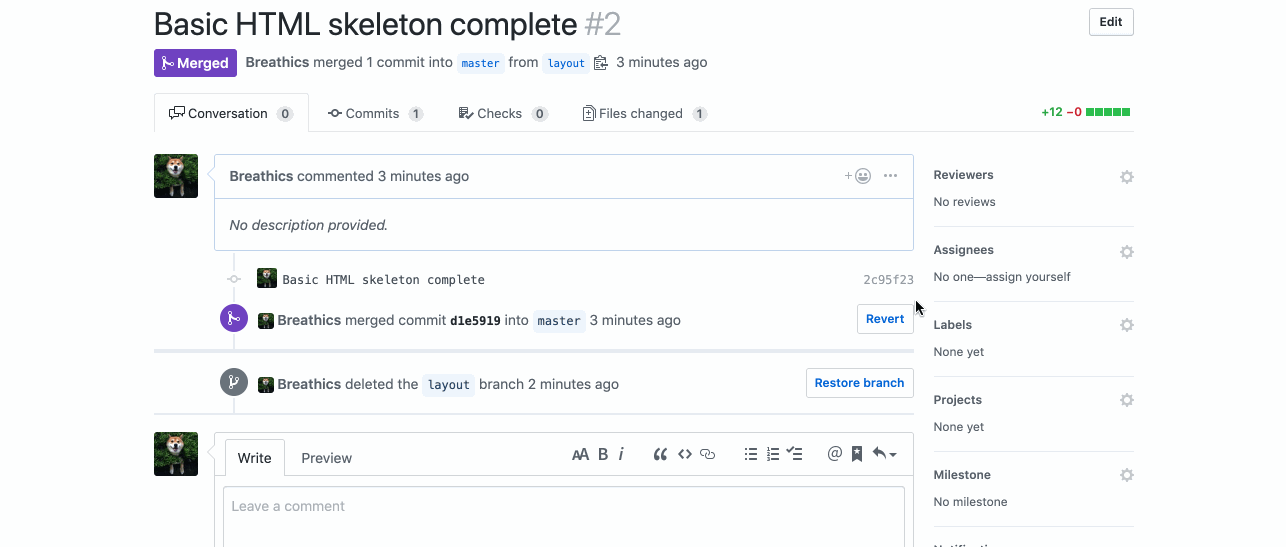 Basic HTML skeleton complete #2
Edit
Merged
Breathics merged 1 commit into master from layout 3 minutes ago
Conversation 0
Commits 1
Checks 0
Files changed 1
+12 −0
Breathics commented 3 minutes ago
No description provided.
Basic HTML skeleton complete
2c95f23
Breathics merged commit d1e5919 into master 3 minutes ago
Revert
Breathics deleted the layout branch 2 minutes ago
Restore branch
Write
Preview
AA B i
Leave a comment
Reviewers
No reviews
Assignees
No one—assign yourself
Labels
None yet
Projects
None yet
Milestone
No milestone